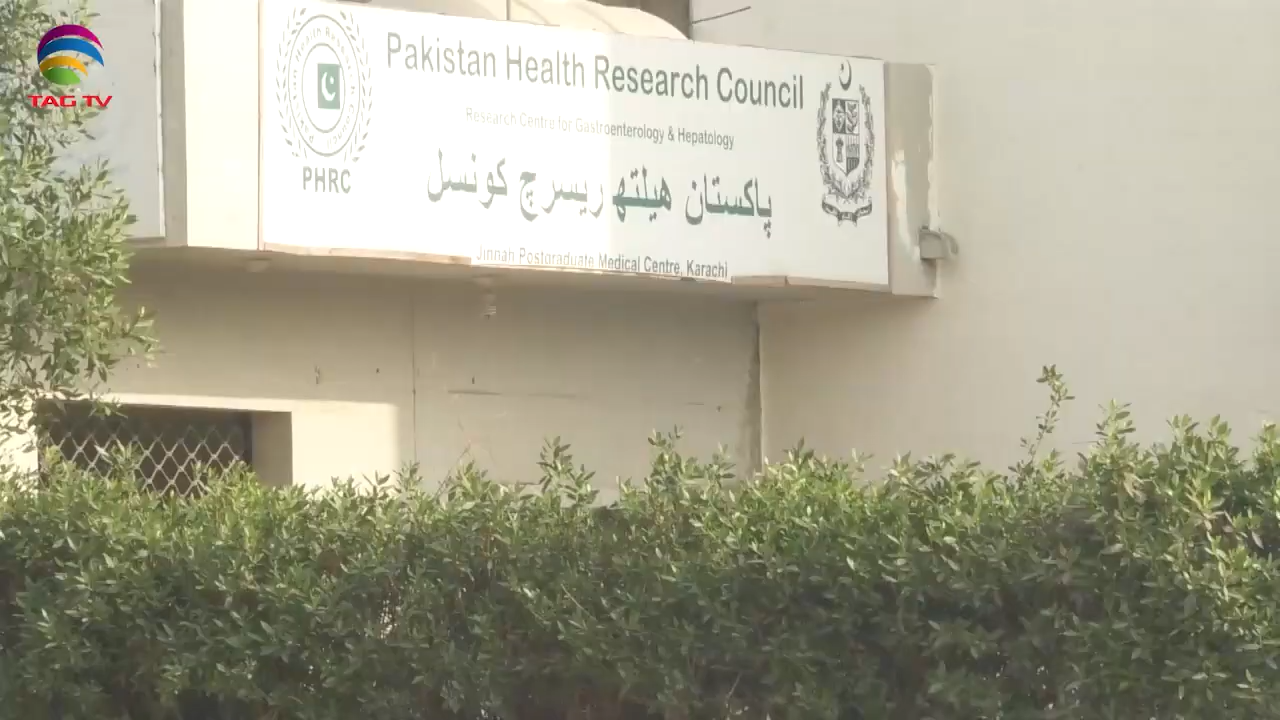 TAG TV
Pakistan Health Research Council
Research Centre for Gastroenterology & Hepatology
PHRC
پاکستان ہیلتھ ریسرچ کونسل
Jinnah Postgraduate Medical Centre, Karachi